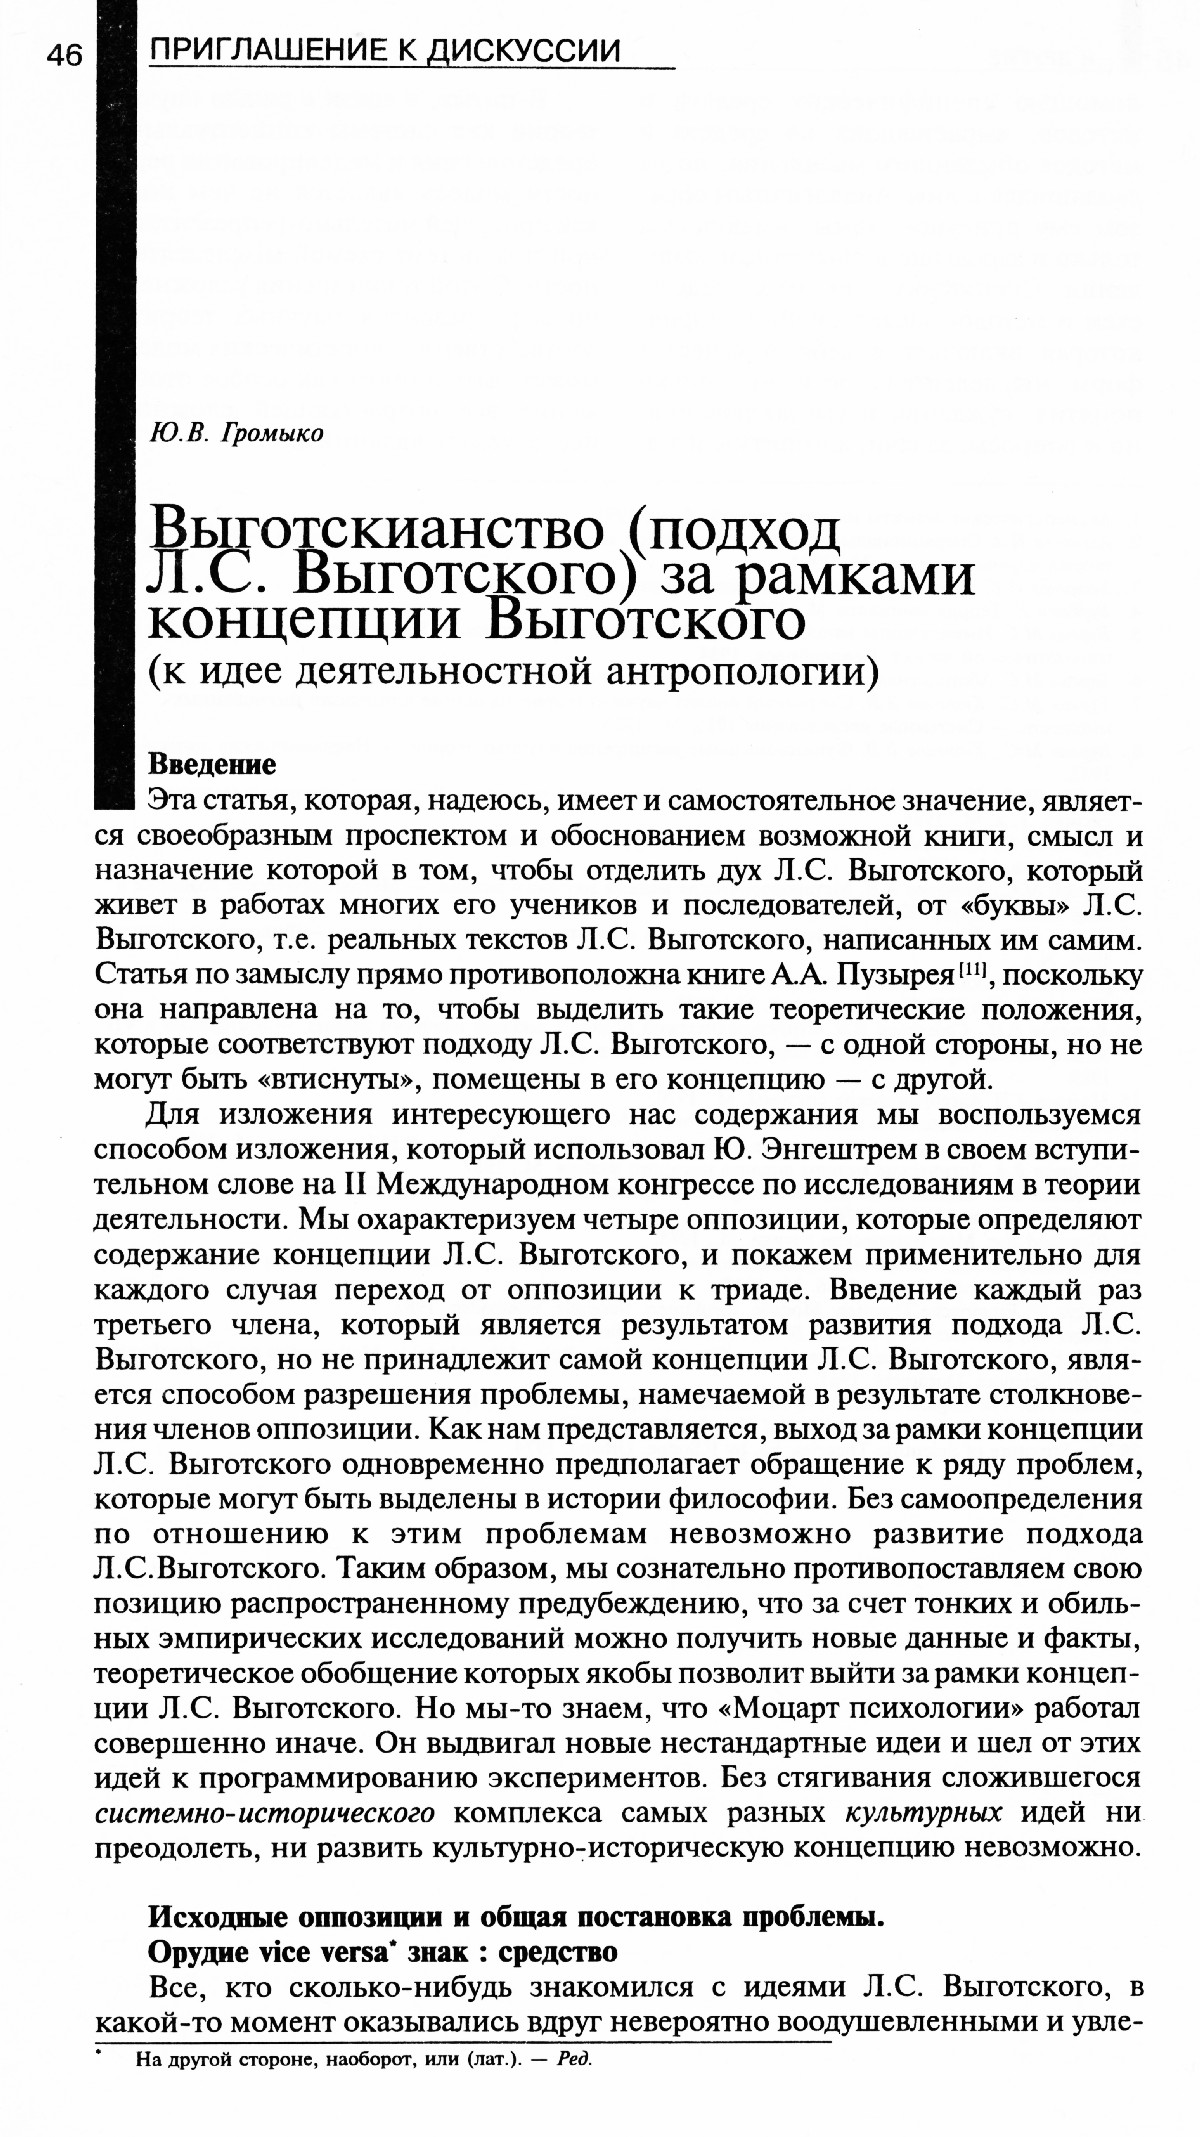 46
ПРИГЛАШЕНИЕ К ДИСКУССИИ
Ю.В. Громыко
Выготскианство (подход
Л.С. Выготского) за рамками
концепции Выготского
(к идее деятельностной антропологии)
Введение
Эта статья, которая, надеюсь, имеет и самостоятельное значение, являет-
ся своеобразным проспектом и обоснованием возможной книги, смысл и
назначение которой в том, чтобы отделить дух Л.С. Выготского, который
живет в работах многих его учеников и последователей, от «буквы» Л.С.
Выготского, т.е. реальных текстов Л.С. Выготского, написанных им самим.
Статья по замыслу прямо противоположна книге А.А. Пузырея [11], поскольку
она направлена на то, чтобы выделить такие теоретические положения,
которые соответствуют подходу Л.С. Выготского, — с одной стороны, но не
могут быть «втиснуты», помещены в его концепцию — с другой.
Для изложения интересующего нас содержания мы воспользуемся
способом изложения, который использовал Ю. Энгештрем в своем вступи-
тельном слове на II Международном конгрессе по исследованиям в теории
деятельности. Мы охарактеризуем четыре оппозиции, которые определяют
содержание концепции Л.С. Выготского, и покажем применительно для
каждого случая переход от оппозиции к триаде. Введение каждый раз
третьего члена, который является результатом развития подхода Л.С.
Выготского, но не принадлежит самой концепции Л.С. Выготского, явля-
ется способом разрешения проблемы, намечаемой в результате столкнове-
ния членов оппозиции. Как нам представляется, выход за рамки концепции
Л.С. Выготского одновременно предполагает обращение к ряду проблем,
которые могут быть выделены в истории философии. Без самоопределения
по отношению к этим проблемам невозможно развитие подхода
Л.С.Выготского. Таким образом, мы сознательно противопоставляем свою
позицию распространенному предубеждению, что за счет тонких и обиль-
ных эмпирических исследований можно получить новые данные и факты,
теоретическое обобщение которых якобы позволит выйти за рамки концеп-
ции Л.С. Выготского. Но мы-то знаем, что «Моцарт психологии» работал
совершенно иначе. Он выдвигал новые нестандартные идеи и шел от этих
идей к программированию экспериментов. Без стягивания сложившегося
системно-исторического комплекса самых разных культурных идей ни
преодолеть, ни развить культурно-историческую концепцию невозможно.
Исходные оппозиции и общая постановка проблемы.
Орудие vice versa* знак : средство
Все, кто сколько-нибудь знакомился с идеями Л.С. Выготского, в
какой-то момент оказывались вдруг невероятно воодушевленными и увле-
* На другой стороне, наоборот, или (лат.). — Ред.